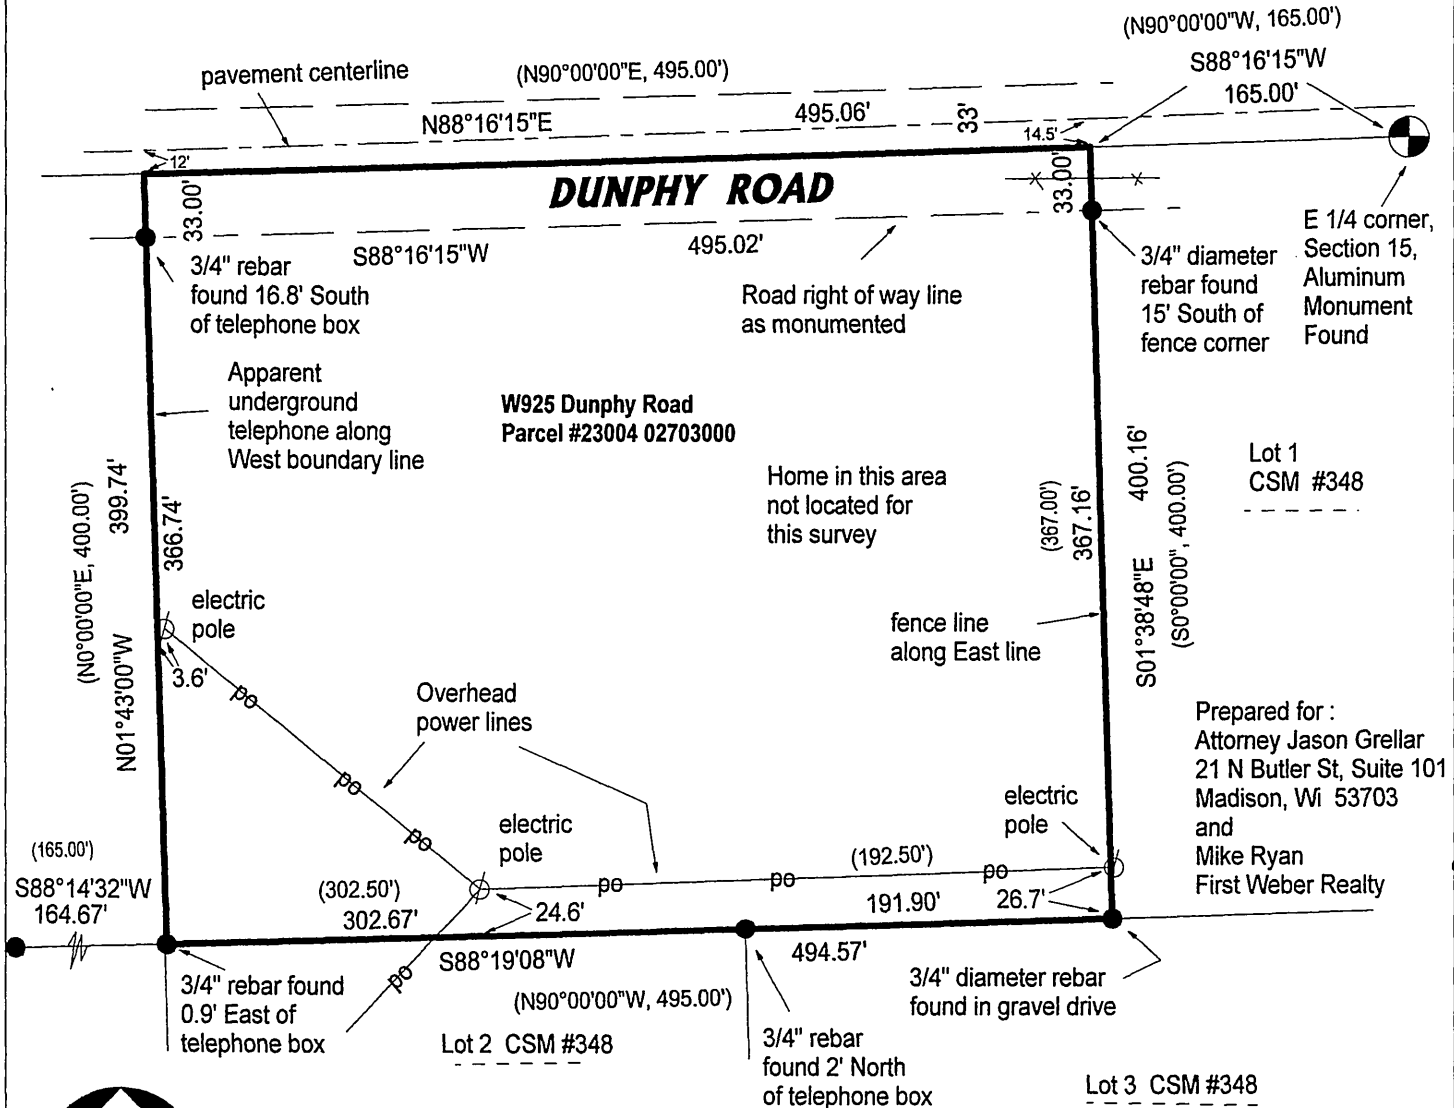 (N90°00'00"W, 165.00')
S88°16'15"W
165.00'
pavement centerline
(N90°00'00"E, 495.00')
N88°16'15"E
495.06'
33'
14.5'
12'
33.00'
DUNPHY ROAD
33.00'
S88°16'15"W
495.02'
3/4" rebar
found 16.8' South
of telephone box
Road right of way line
as monumented
3/4" diameter
rebar found
15' South of
fence corner
E 1/4 corner,
Section 15,
Aluminum
Monument
Found
Apparent
underground
telephone along
West boundary line
W925 Dunphy Road
Parcel #23004 02703000
Home in this area
not located for
this survey
Lot 1
CSM #348
(N0°00'00"E, 400.00')
399.74'
N01°43'00"W
366.74'
(367.00')
367.16'
400.16'
S01°38'48"E
(S0°00'00", 400.00')
electric
pole
3.6'
po
fence line
along East line
Overhead
power lines
po
po
electric
pole
electric
pole
Prepared for :
Attorney Jason Grellar
21 N Butler St, Suite 101
Madison, Wi 53703
and
Mike Ryan
First Weber Realty
(165.00')
S88°14'32"W
164.67'
(302.50')
302.67'
24.6'
po
po
po
(192.50')
191.90'
26.7'
S88°19'08"W
494.57'
po
(N90°00'00"W, 495.00')
3/4" rebar found
0.9' East of
telephone box
Lot 2 CSM #348
3/4" rebar
found 2' North
of telephone box
3/4" diameter rebar
found in gravel drive
Lot 3 CSM #348